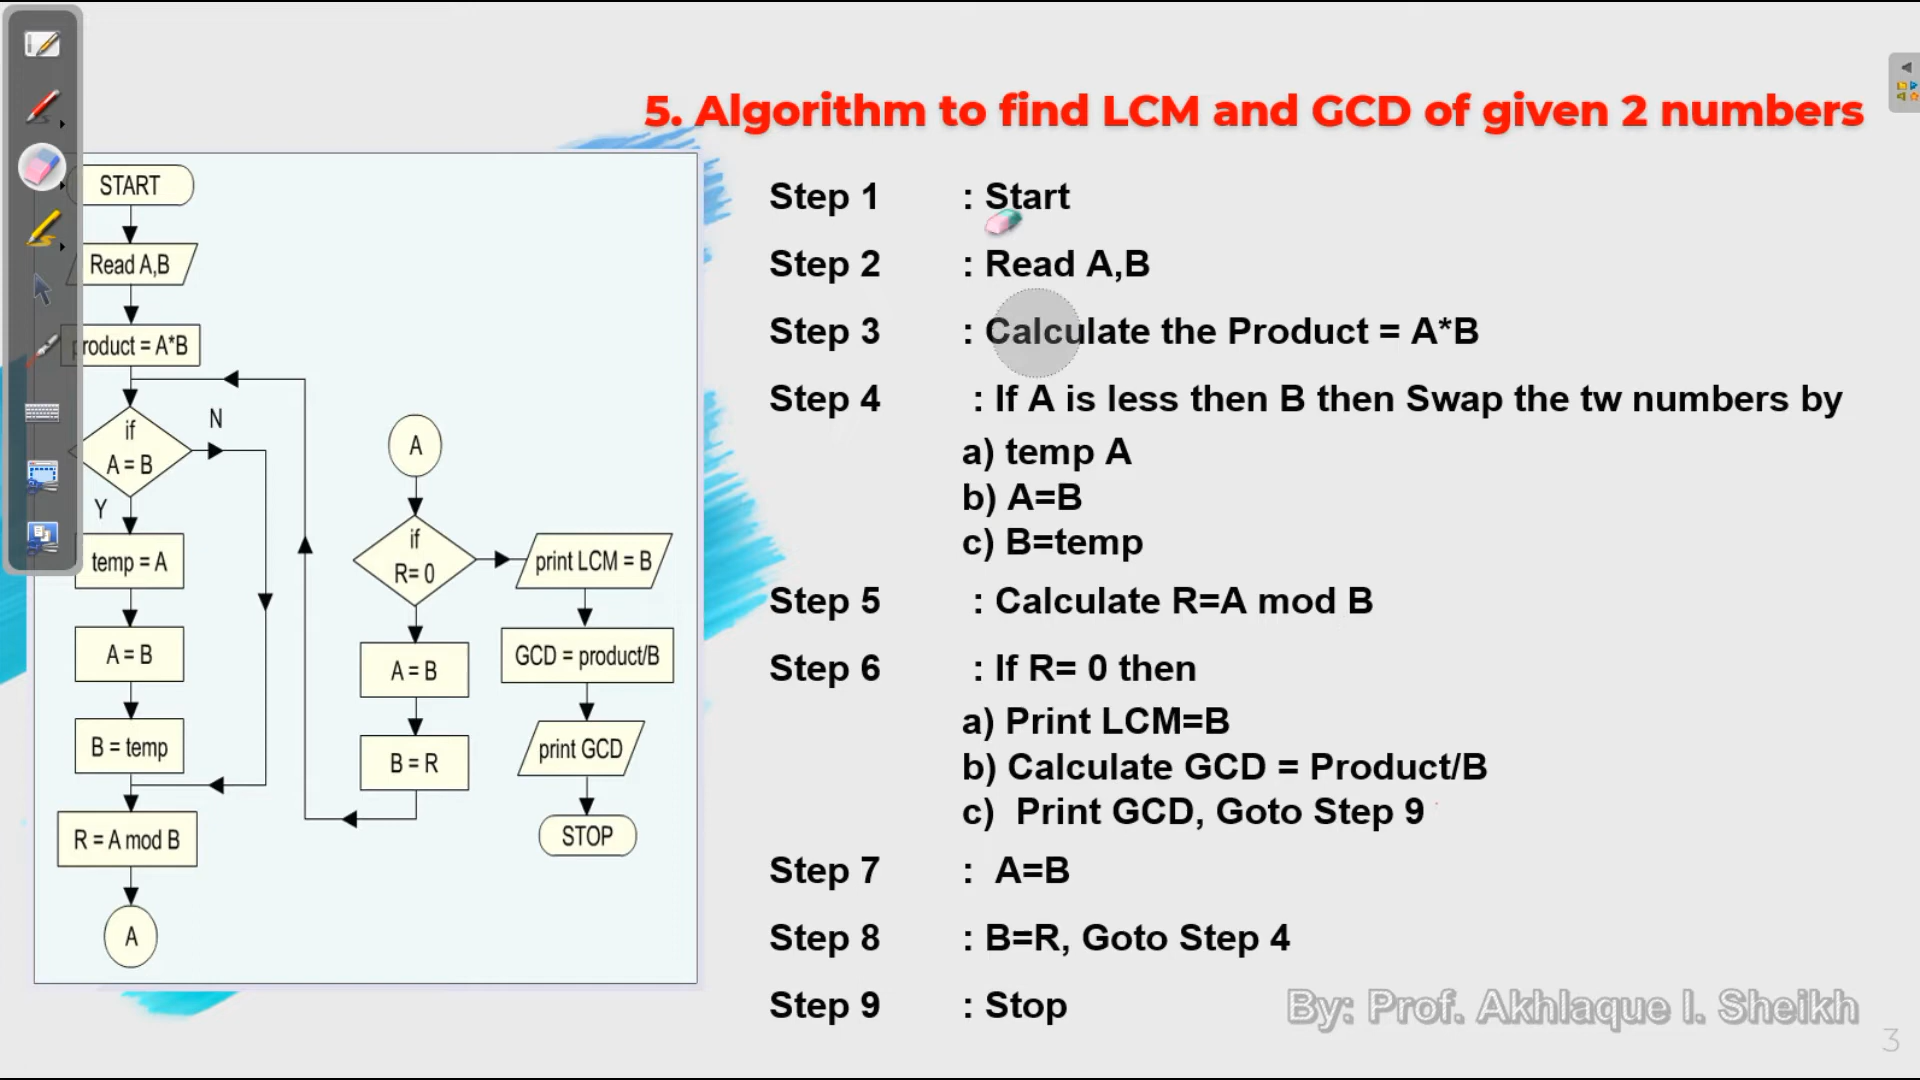 5. Algorithm to find LCM and GCD of given 2 numbers
START
Read A,B
product = A*B
if
A = B
N
Y
temp = A
A = B
B = temp
R = A mod B
A
A
if
R= 0
A = B
B = R
print LCM = B
GCD = product/B
print GCD
STOP
Step 1 : Start
Step 2 : Read A,B
Step 3 : Calculate the Product = A*B
Step 4 : If A is less then B then Swap the tw numbers by
a) temp A
b) A=B
c) B=temp
Step 5 : Calculate R=A mod B
Step 6 : If R= 0 then
a) Print LCM=B
b) Calculate GCD = Product/B
c) Print GCD, Goto Step 9
Step 7 : A=B
Step 8 : B=R, Goto Step 4
Step 9 : Stop
By: Prof. Akhlaque I. Sheikh
3